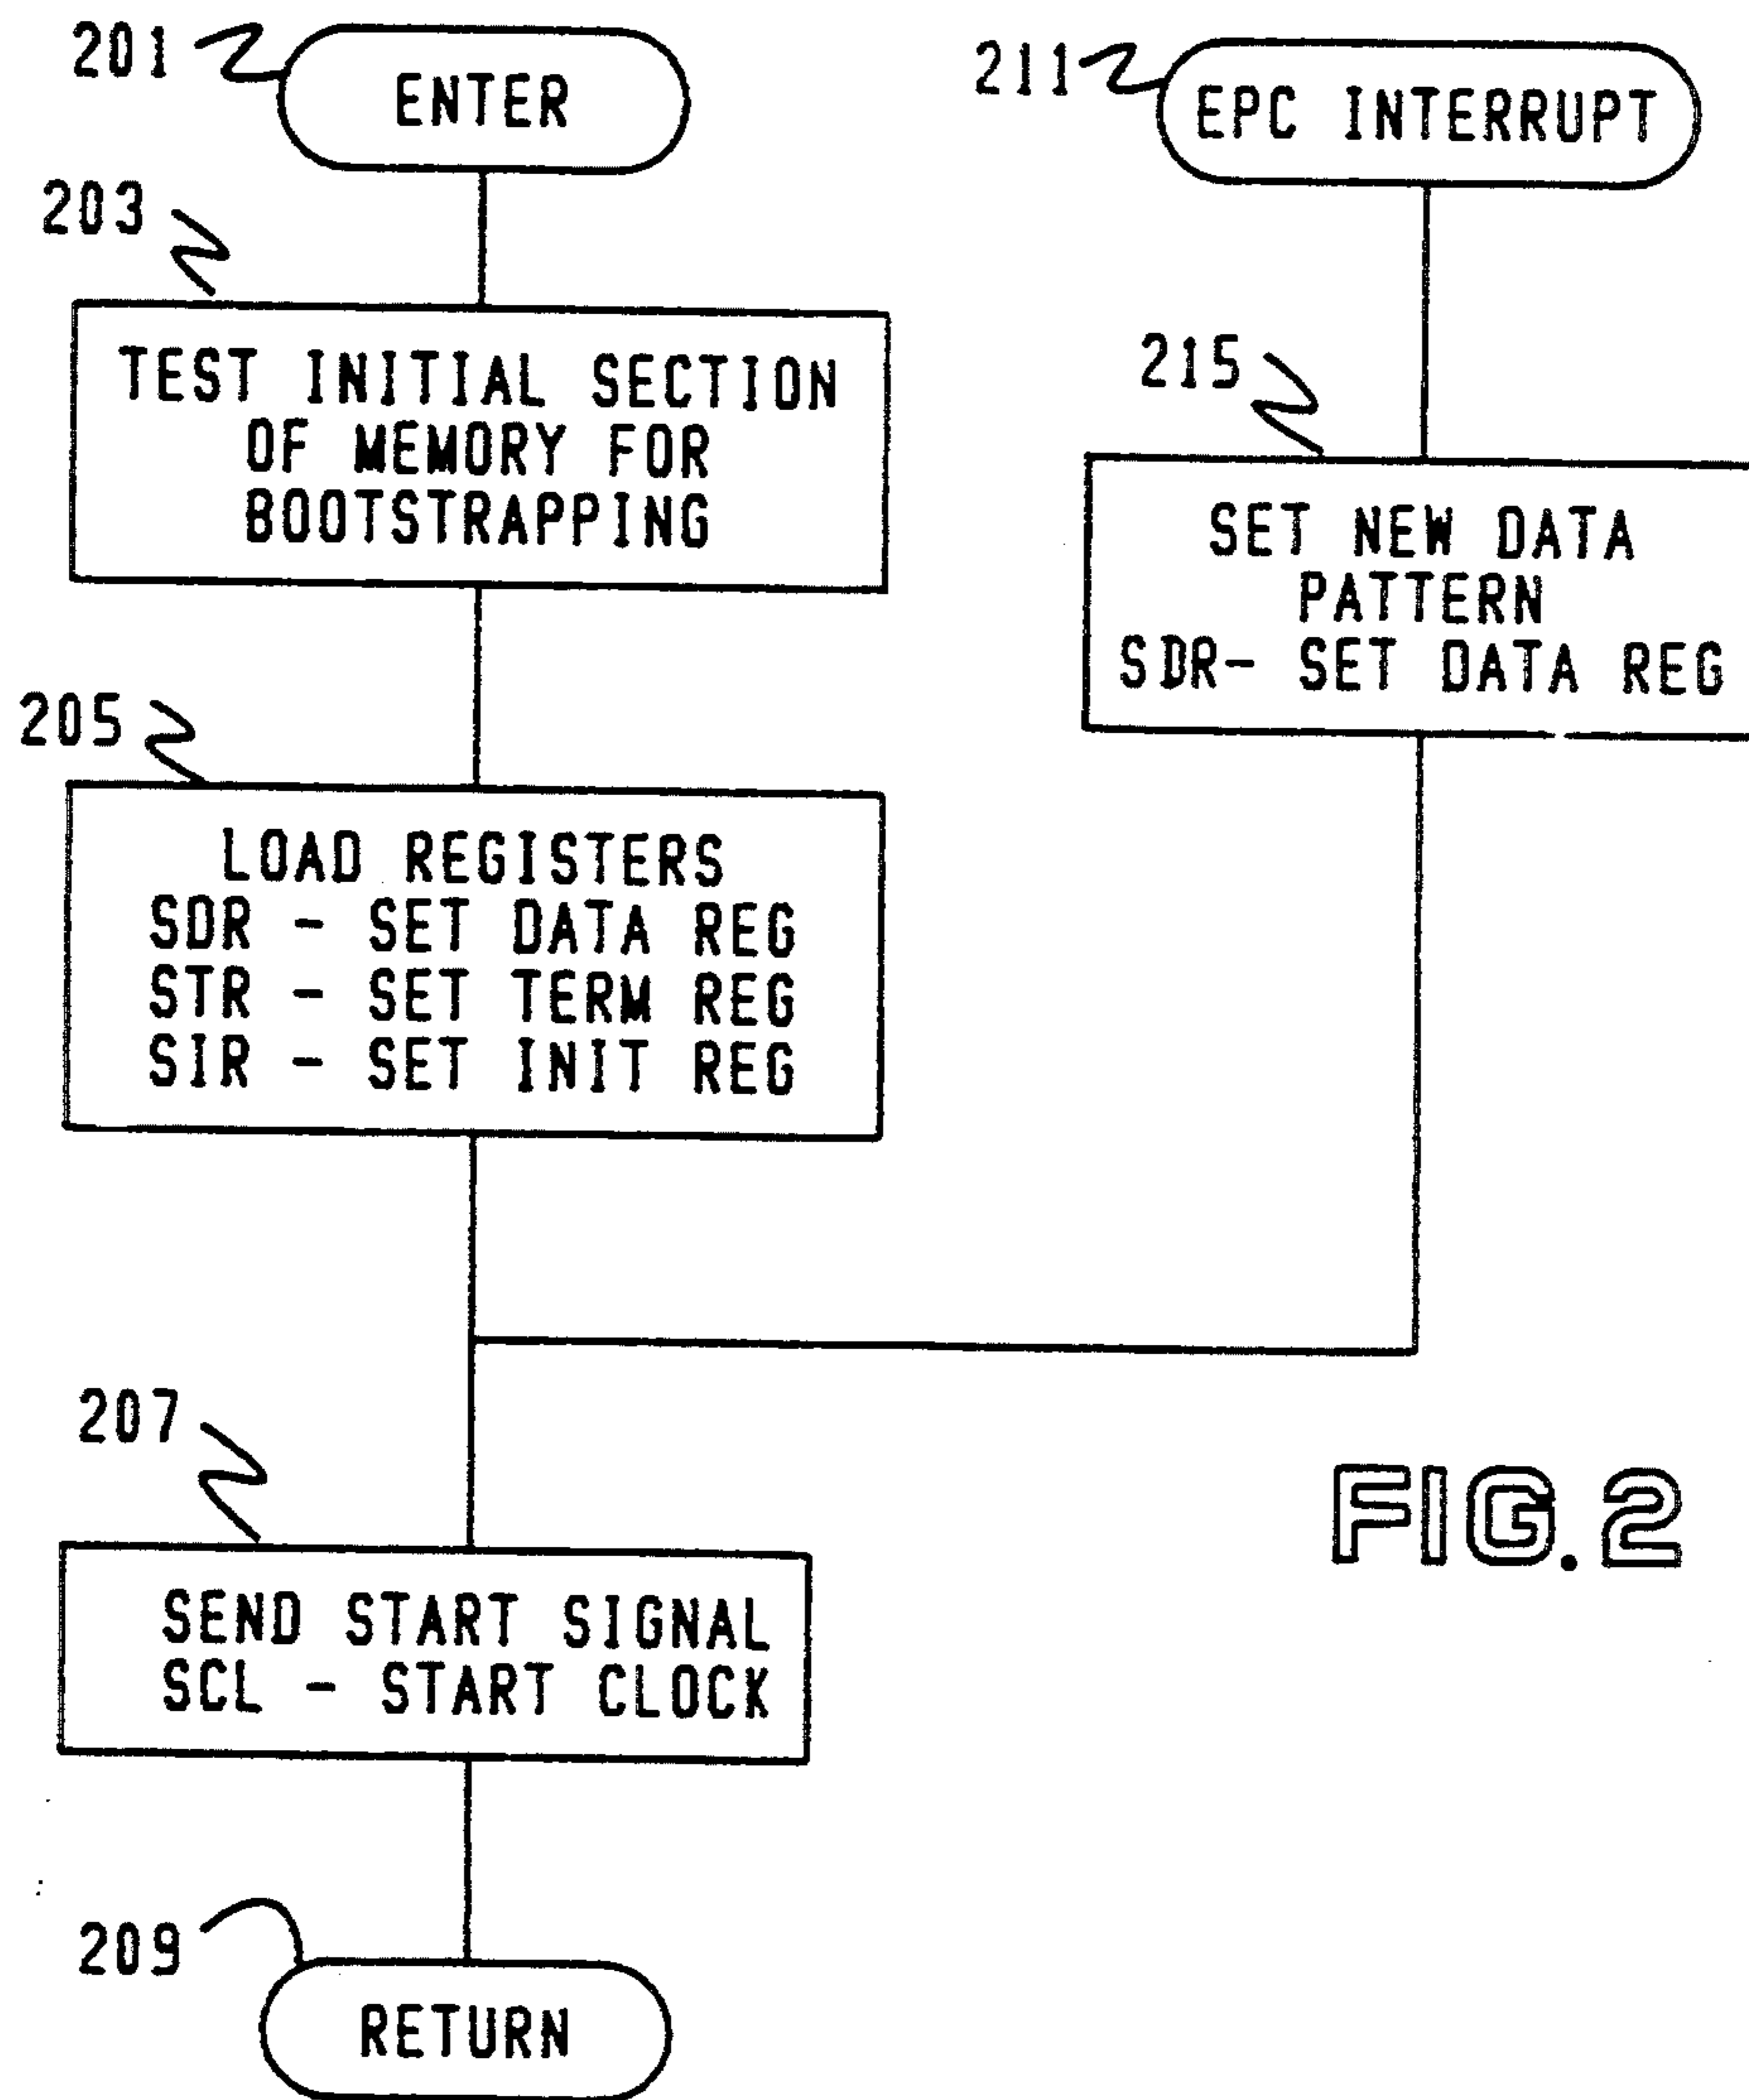 201
ENTER
203
TEST INITIAL SECTION
OF MEMORY FOR
BOOTSTRAPPING
205
LOAD REGISTERS
SDR - SET DATA REG
STR - SET TERM REG
SIR - SET INIT REG
207
SEND START SIGNAL
SCL - START CLOCK
209
RETURN
211
EPC INTERRUPT
215
SET NEW DATA
PATTERN
SDR- SET DATA REG
FIG.2